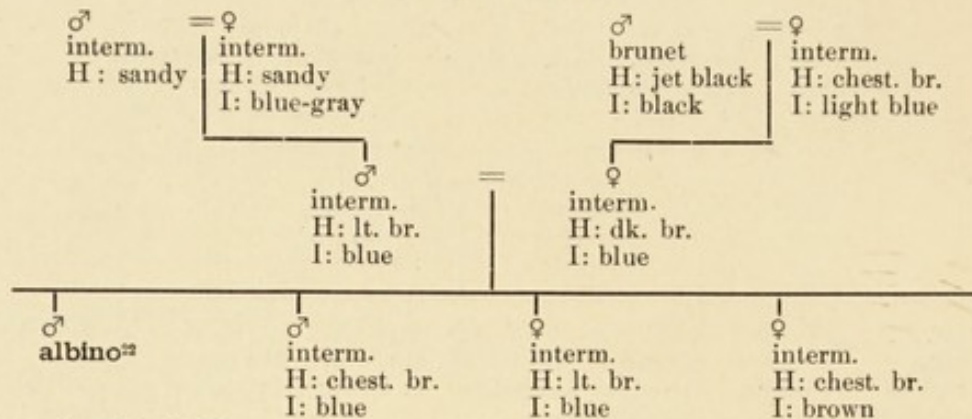 ♂ = ♀ ♂ = ♀
interm. interm. brunet interm.
H : sandy H: sandy H: jet black H: chest. br.
I: blue-gray I: black I: light blue
♂ = ♀
interm. interm.
H: lt. br. H: dk. br.
I: blue I: blue
♂ ♂ ♀ ♀
albino²² interm. interm. interm.
H: chest. br. H: lt. br. H: chest. br.
I: blue I: blue I: brown